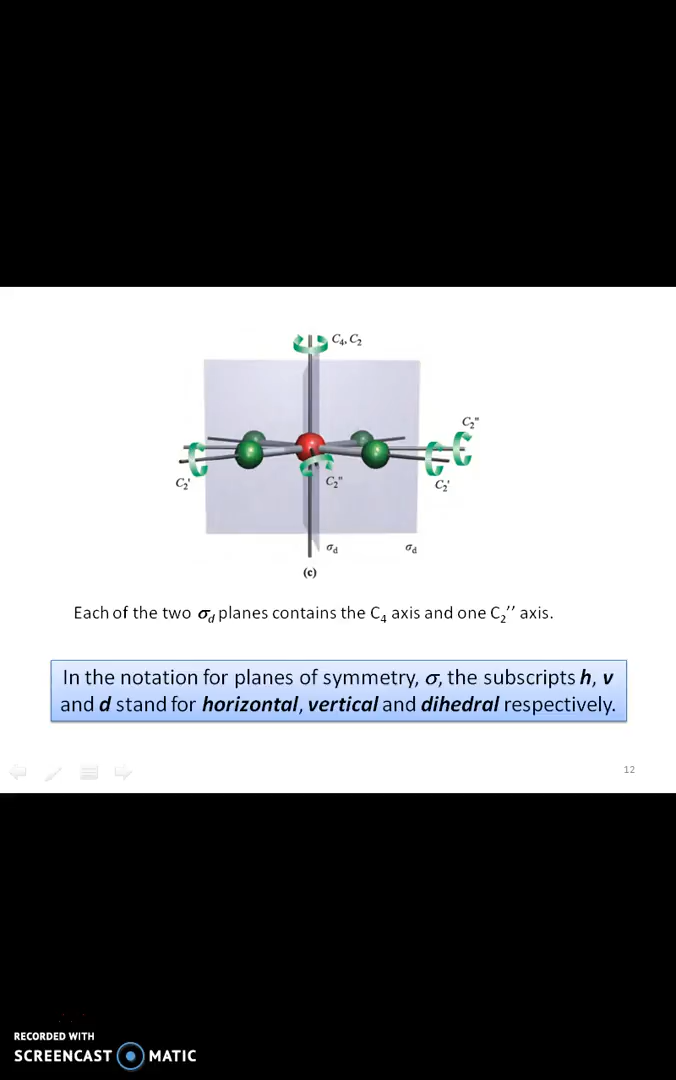 C₄, C₂
C₂"
C₂'
C₂"
C₂'
σd
σd
(c)
Each of the two σd planes contains the C₄ axis and one C₂′′ axis.
In the notation for planes of symmetry, σ, the subscripts h, v
and d stand for horizontal, vertical and dihedral respectively.
12
RECORDED WITH
SCREENCAST MATIC